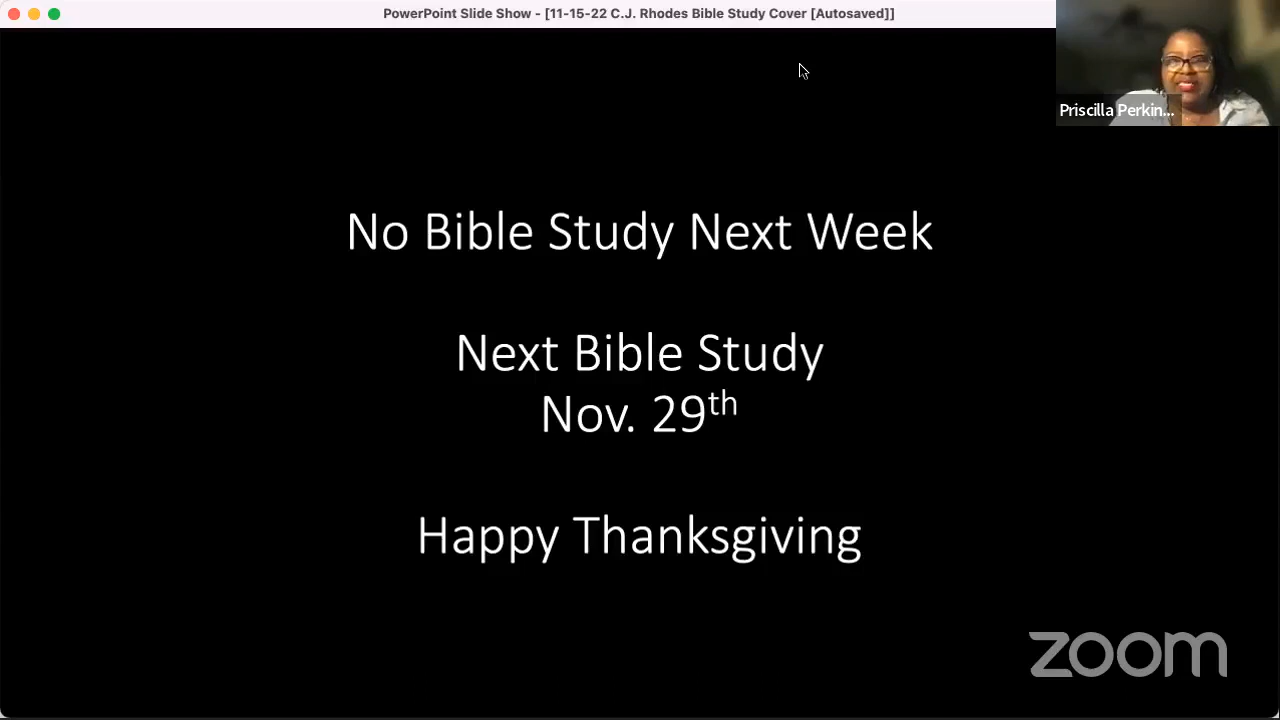 PowerPoint Slide Show - [11-15-22 C.J. Rhodes Bible Study Cover [Autosaved]]
Priscilla Perkin...
No Bible Study Next Week
Next Bible Study
Nov. 29th
Happy Thanksgiving
zoom